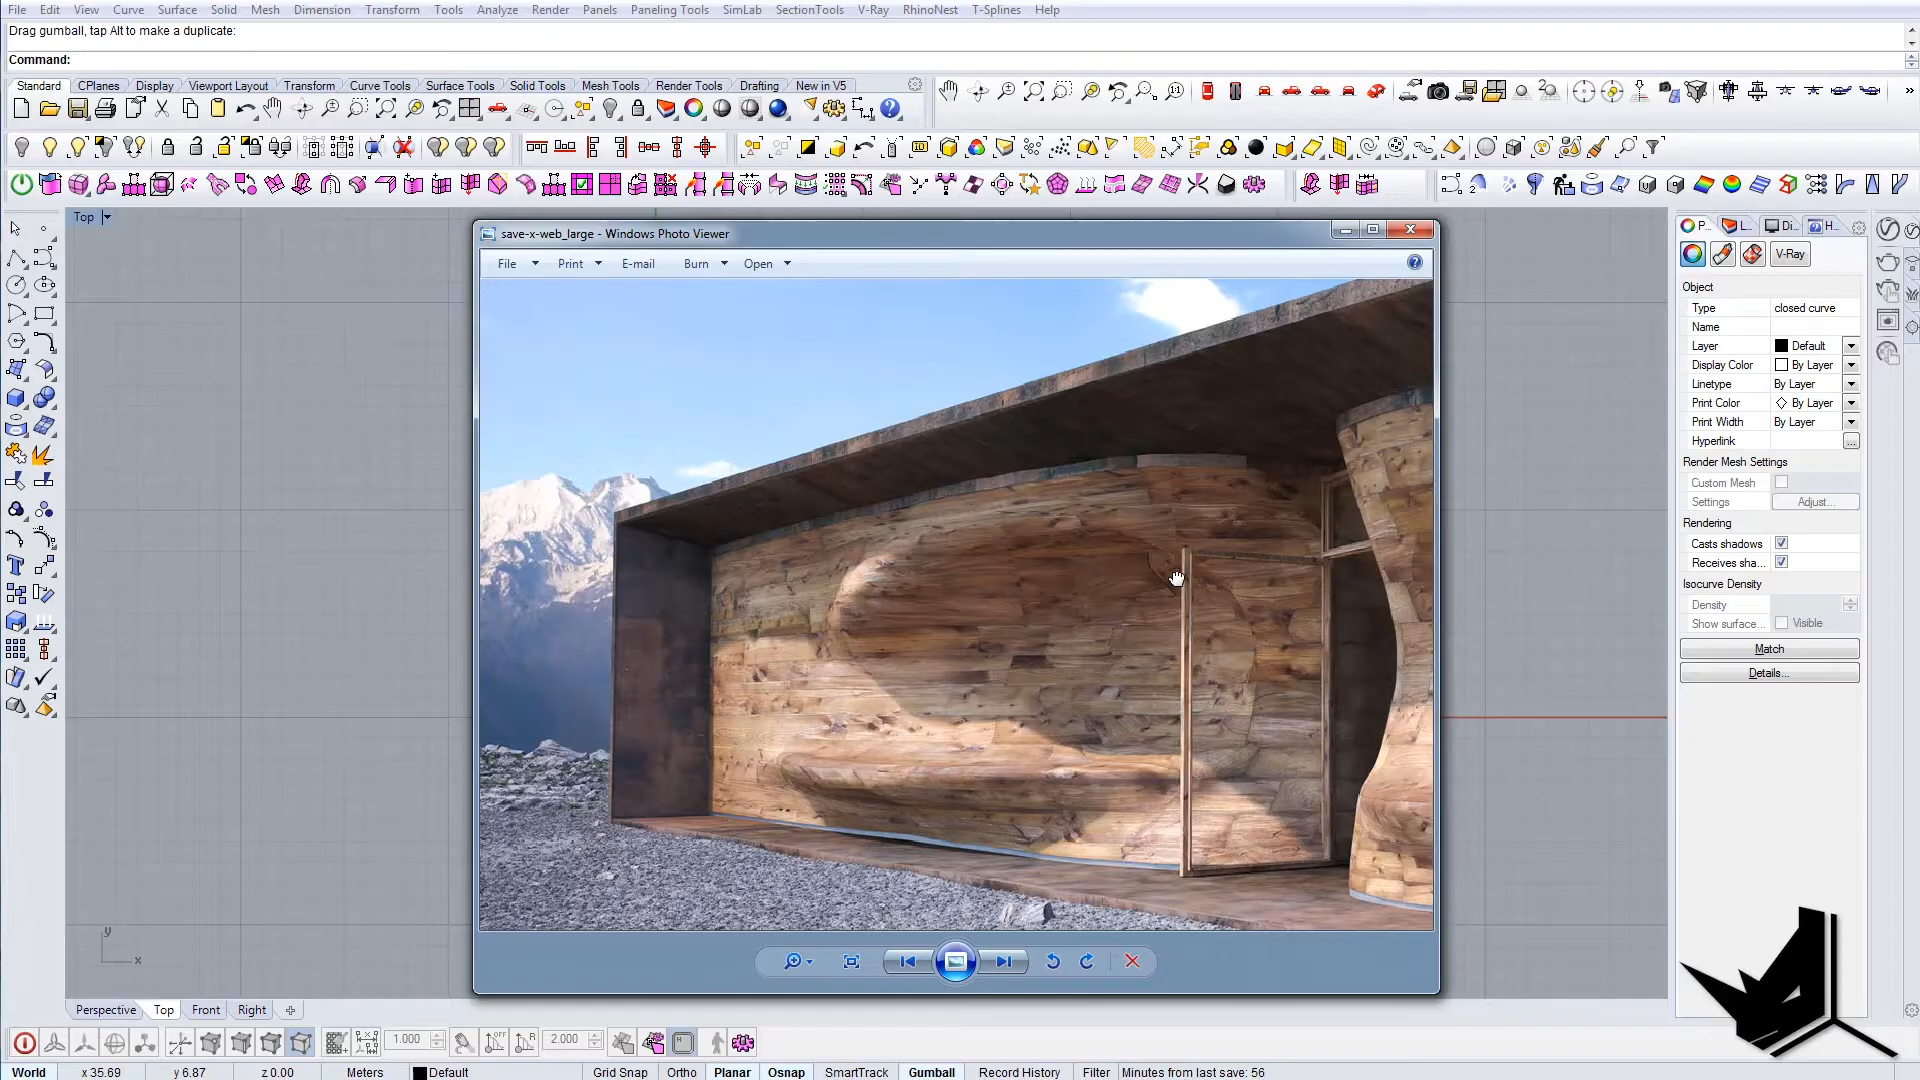 File Edit View Curve Surface Solid Mesh Dimension Transform Tools Analyze Render Panels Paneling Tools SimLab SectionTools V-Ray RhinoNest T-Splines Help
Drag gumball, tap Alt to make a duplicate:
Command:
Standard CPlanes Display Viewport Layout Transform Curve Tools Surface Tools Solid Tools Mesh Tools Render Tools Drafting New in V5
Top
save-x-web_large - Windows Photo Viewer
File Print E-mail Burn Open
P... L... Di... H...
V-Ray
Object
Type closed curve
Name
Layer Default
Display Color By Layer
Linetype By Layer
Print Color By Layer
Print Width By Layer
Hyperlink ...
Render Mesh Settings
Custom Mesh
Settings Adjust...
Rendering
Casts shadows
Receives sha...
Isocurve Density
Density
Show surface... Visible
Match
Details...
y
x
Perspective Top Front Right
1.000 2.000
World x 35.69 y 6.87 z 0.00 Meters Default Grid Snap Ortho Planar Osnap SmartTrack Gumball Record History Filter Minutes from last save: 56